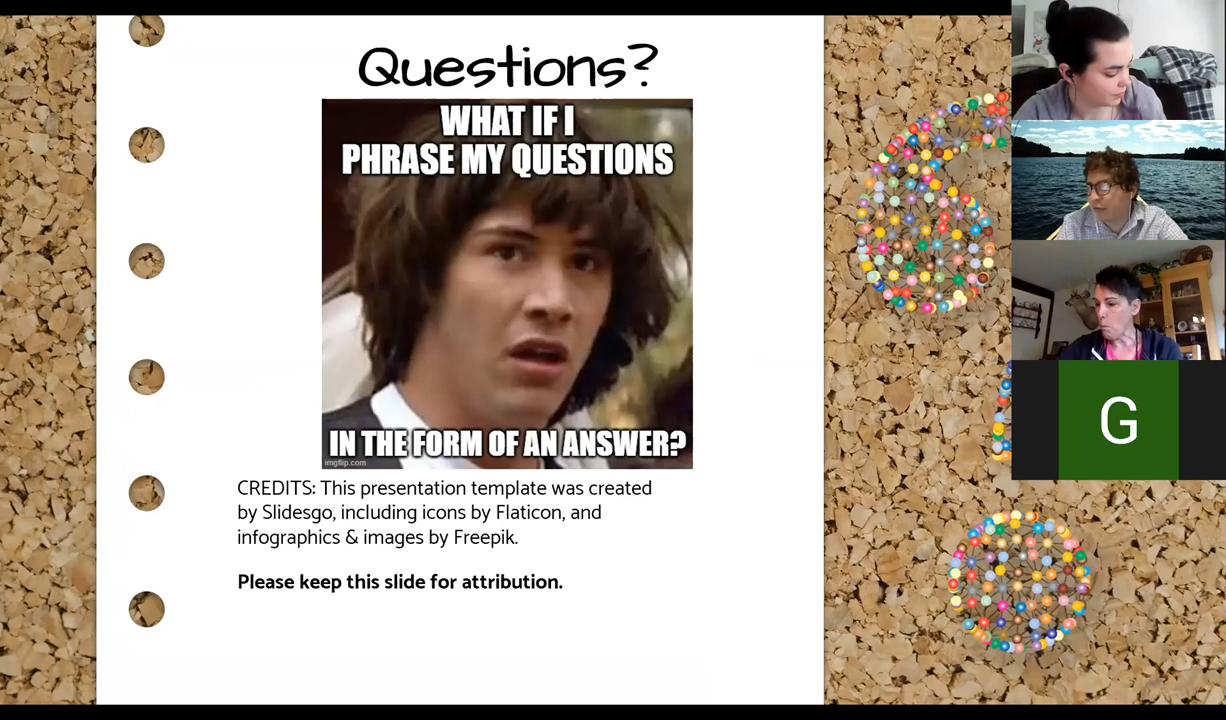 Questions?
WHAT IF I
PHRASE MY QUESTIONS
IN THE FORM OF AN ANSWER?
imgflip.com
CREDITS: This presentation template was created
by Slidesgo, including icons by Flaticon, and
infographics & images by Freepik.
Please keep this slide for attribution.
G